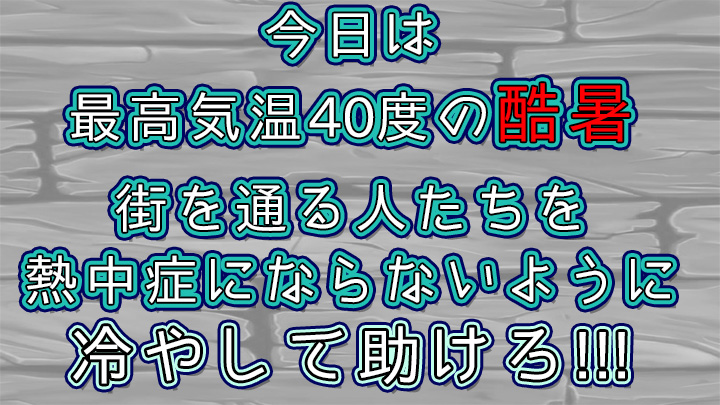 今日は
最高気温40度の酷暑
街を通る人たちを
熱中症にならないように
冷やして助けろ!!!